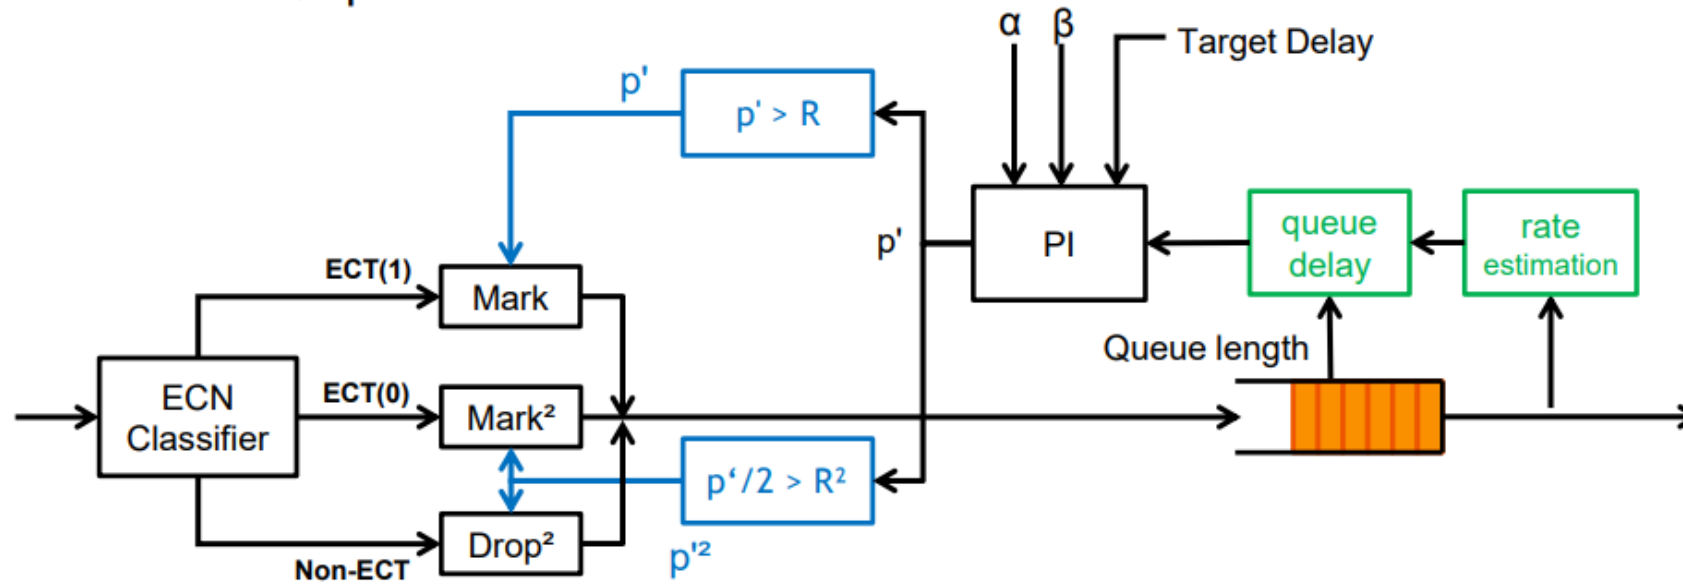 α
β
Target Delay
p'
p' > R
ECT(1)
Mark
p'
PI
queue
delay
rate
estimation
Queue length
ECN
Classifier
ECT(0)
Mark²
p‘/2 > R²
Non-ECT
Drop²
p'²